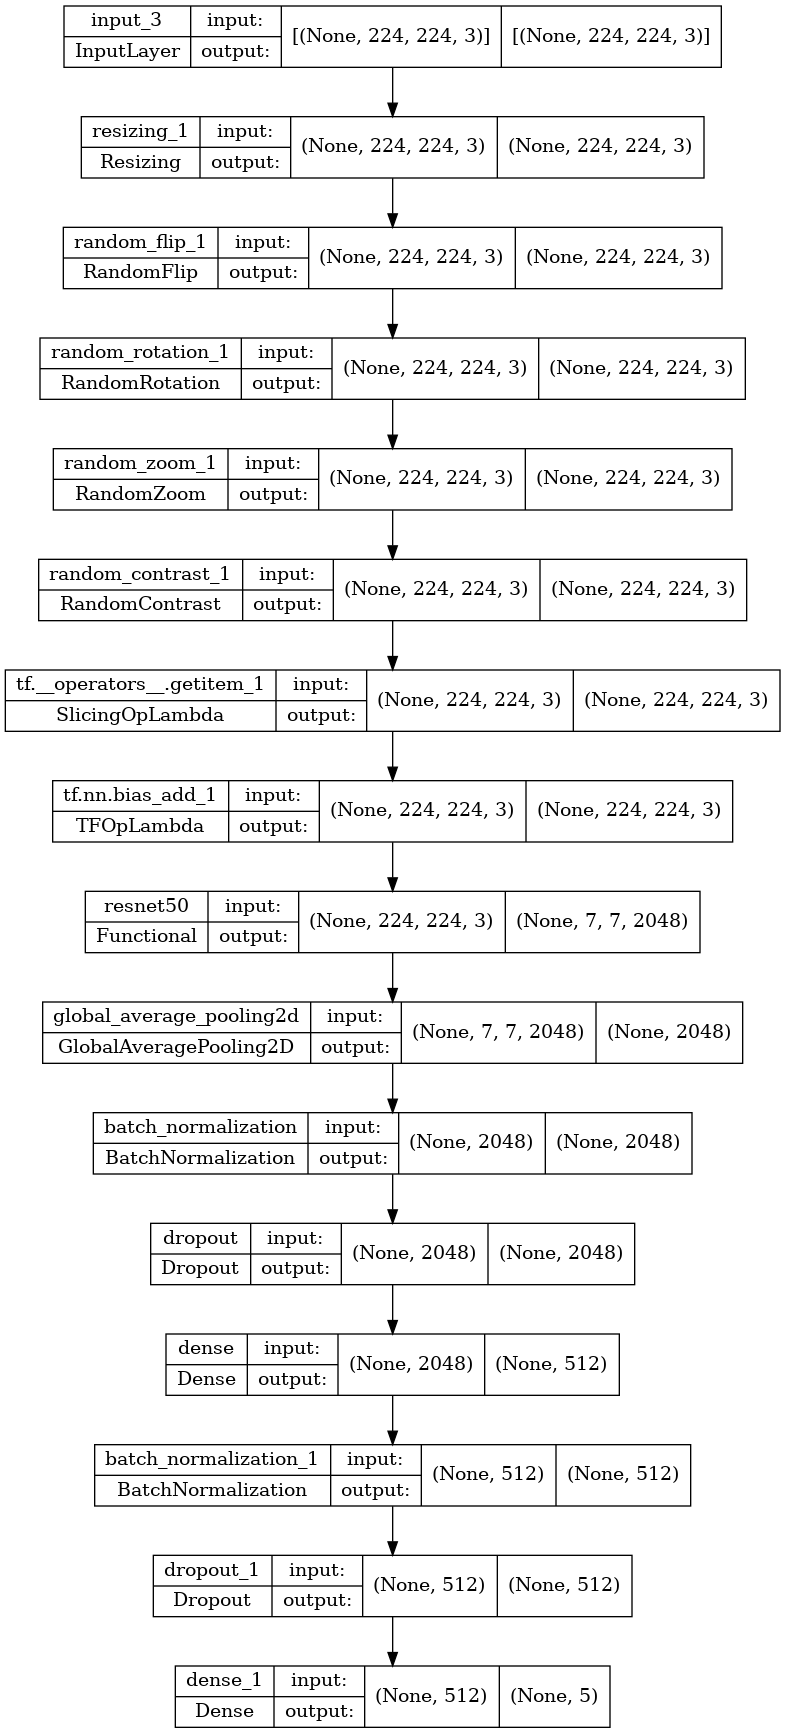 input_3 input: [(None, 224, 224, 3)] [(None, 224, 224, 3)]
InputLayer output:
resizing_1 input: (None, 224, 224, 3) (None, 224, 224, 3)
Resizing output:
random_flip_1 input: (None, 224, 224, 3) (None, 224, 224, 3)
RandomFlip output:
random_rotation_1 input: (None, 224, 224, 3) (None, 224, 224, 3)
RandomRotation output:
random_zoom_1 input: (None, 224, 224, 3) (None, 224, 224, 3)
RandomZoom output:
random_contrast_1 input: (None, 224, 224, 3) (None, 224, 224, 3)
RandomContrast output:
tf.__operators__.getitem_1 input: (None, 224, 224, 3) (None, 224, 224, 3)
SlicingOpLambda output:
tf.nn.bias_add_1 input: (None, 224, 224, 3) (None, 224, 224, 3)
TFOpLambda output:
resnet50 input: (None, 224, 224, 3) (None, 7, 7, 2048)
Functional output:
global_average_pooling2d input: (None, 7, 7, 2048) (None, 2048)
GlobalAveragePooling2D output:
batch_normalization input: (None, 2048) (None, 2048)
BatchNormalization output:
dropout input: (None, 2048) (None, 2048)
Dropout output:
dense input: (None, 2048) (None, 512)
Dense output:
batch_normalization_1 input: (None, 512) (None, 512)
BatchNormalization output:
dropout_1 input: (None, 512) (None, 512)
Dropout output:
dense_1 input: (None, 512) (None, 5)
Dense output: